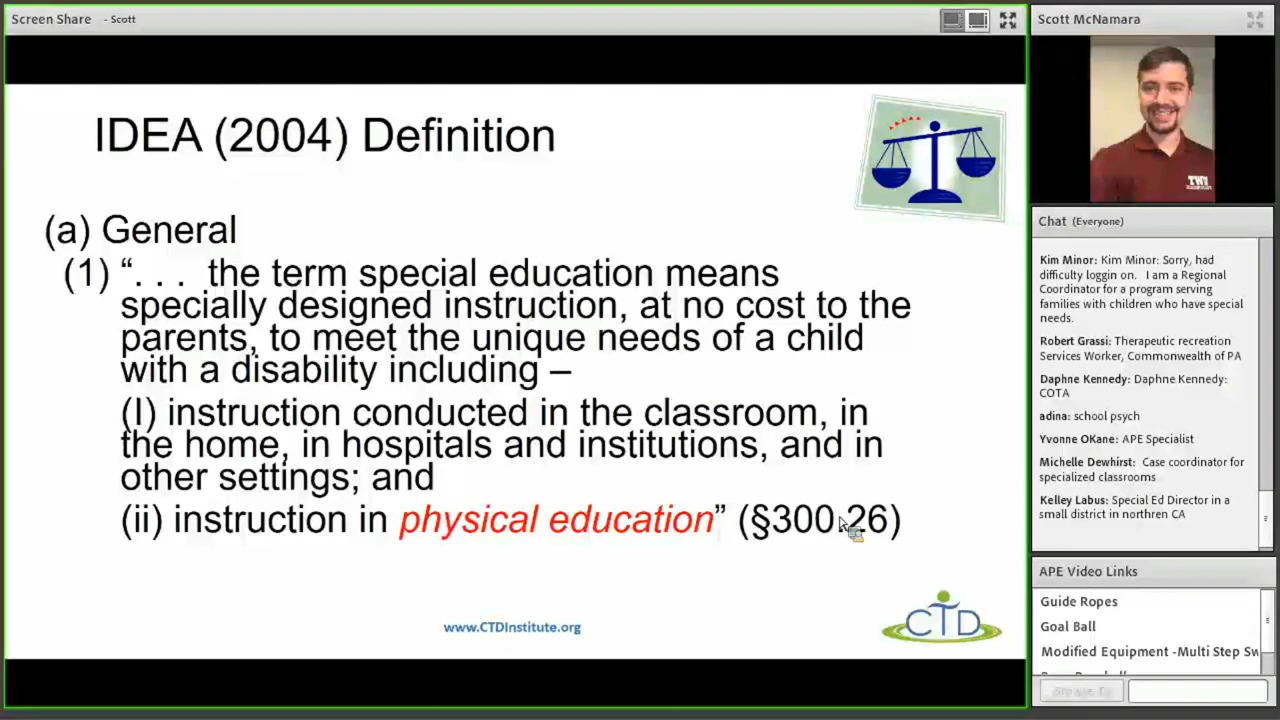 Screen Share - Scott
IDEA (2004) Definition
(a) General
(1) “. . . the term special education means
specially designed instruction, at no cost to the
parents, to meet the unique needs of a child
with a disability including –
(I) instruction conducted in the classroom, in
the home, in hospitals and institutions, and in
other settings; and
(ii) instruction in physical education” (§300.26)
www.CTDInstitute.org
CTD
Scott McNamara
TWU
Chat (Everyone)
Kim Minor: Kim Minor: Sorry, had
difficulty loggin on. I am a Regional
Coordinator for a program serving
families with children who have special
needs.
Robert Grassi: Therapeutic recreation
Services Worker, Commonwealth of PA
Daphne Kennedy: Daphne Kennedy:
COTA
adina: school psych
Yvonne OKane: APE Specialist
Michelle Dewhirst: Case coordinator for
specialized classrooms
Kelley Labus: Special Ed Director in a
small district in northren CA
APE Video Links
Guide Ropes
Goal Ball
Modified Equipment -Multi Step Sw
Browse To